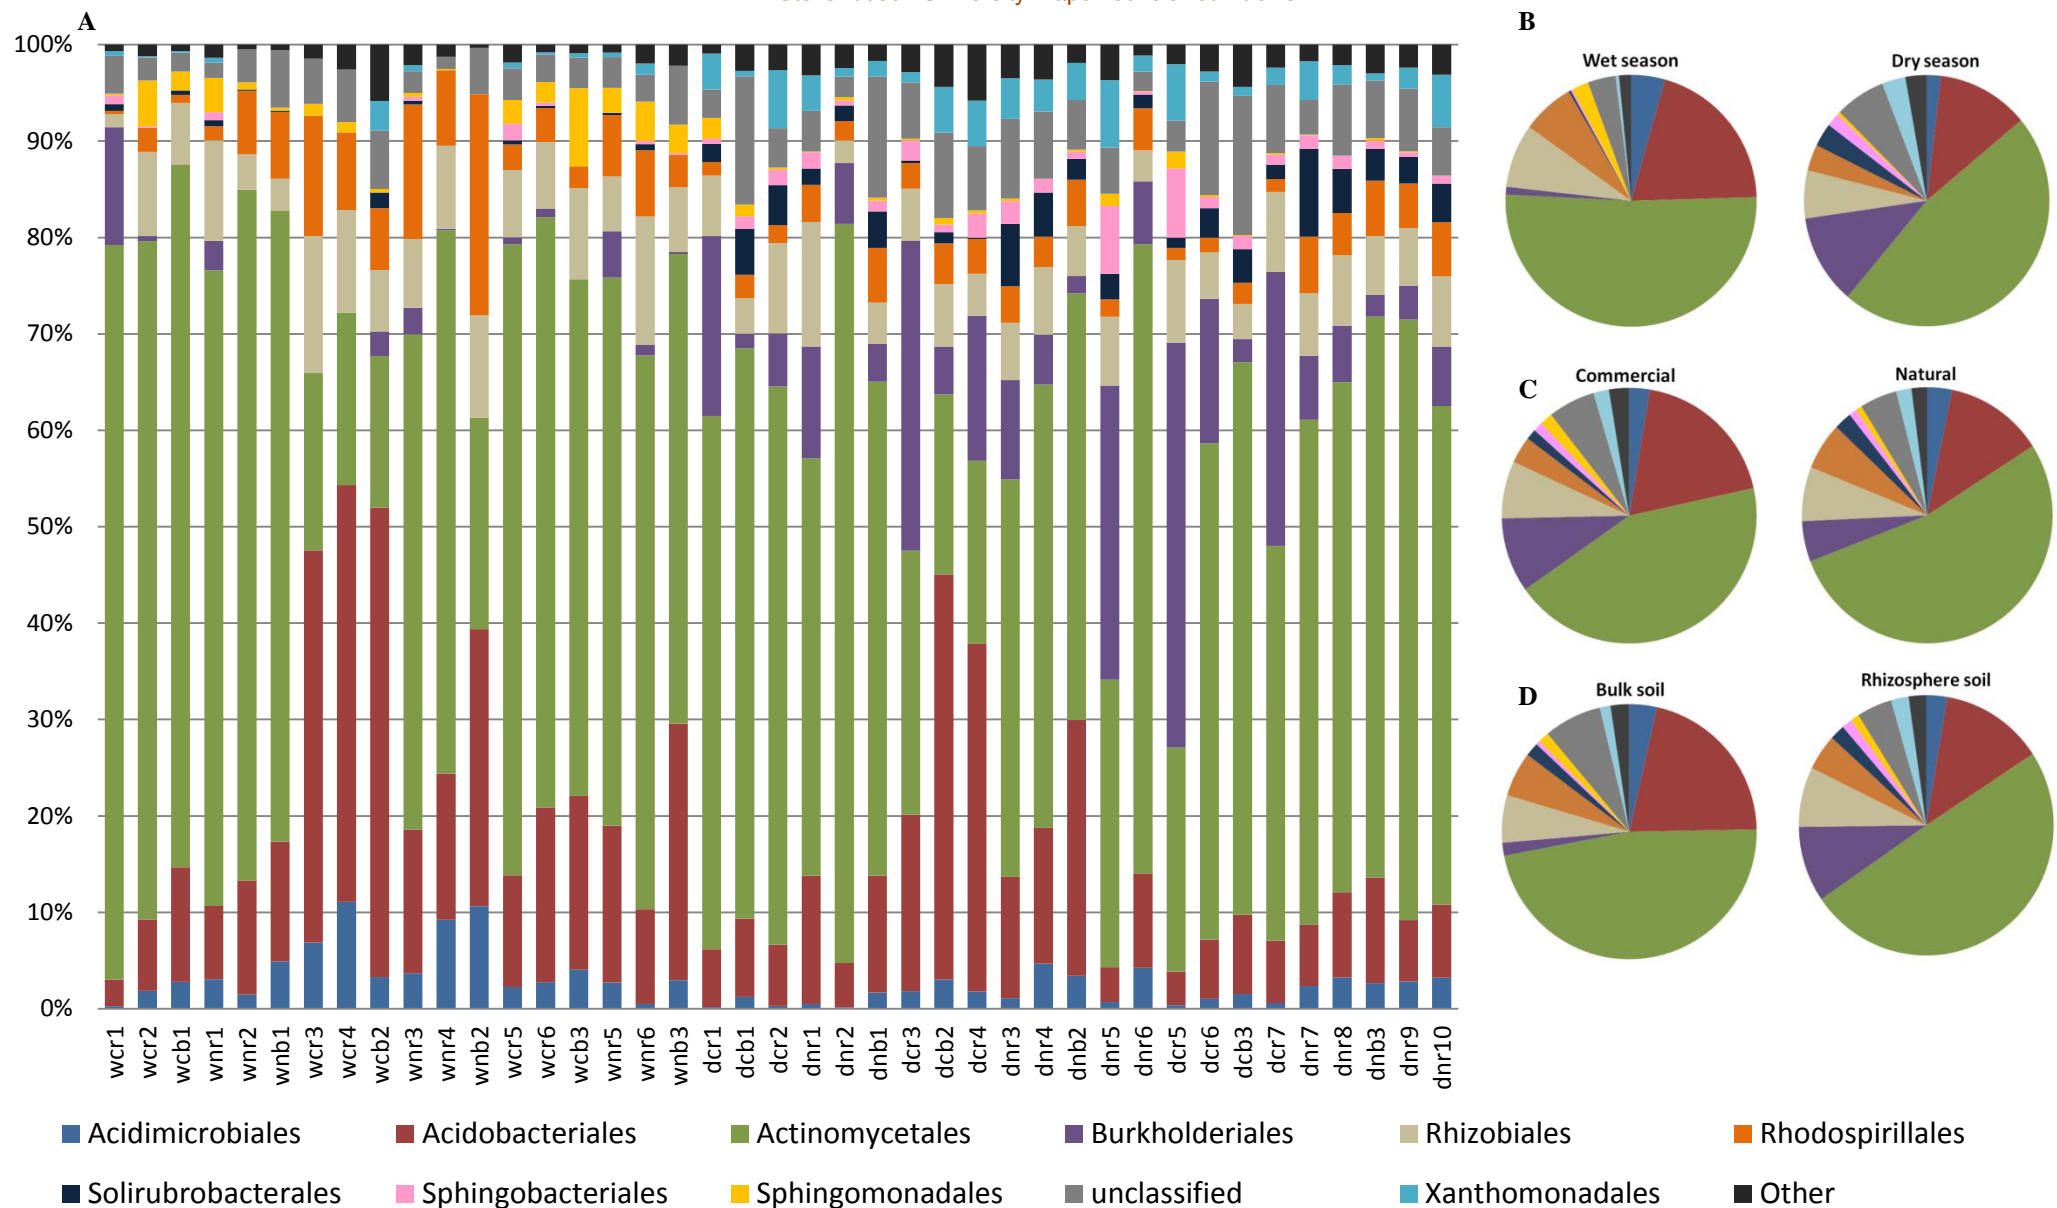 A
B
100%
90%
80%
70%
60%
50%
40%
30%
20%
10%
0%
wcr1 wcr2 wcb1 wnr1 wnr2 wnb1 wcr3 wcr4 wcb2 wnr3 wnr4 wnb2 wcr5 wcr6 wcb3 wnr5 wnr6 wnb3 dcr1 dcb1 dcr2 dnr1 dnr2 dnb1 dcr3 dcb2 dcr4 dnr3 dnr4 dnb2 dnr5 dnr6 dcr5 dcr6 dcb3 dcr7 dnr7 dnr8 dnb3 dnr9 dnr10
Wet season
Dry season
C
Commercial
Natural
D
Bulk soil
Rhizosphere soil
Acidimicrobiales Acidobacteriales Actinomycetales Burkholderiales Rhizobiales Rhodospirillales
Solirubrobacterales Sphingobacteriales Sphingomonadales unclassified Xanthomonadales Other